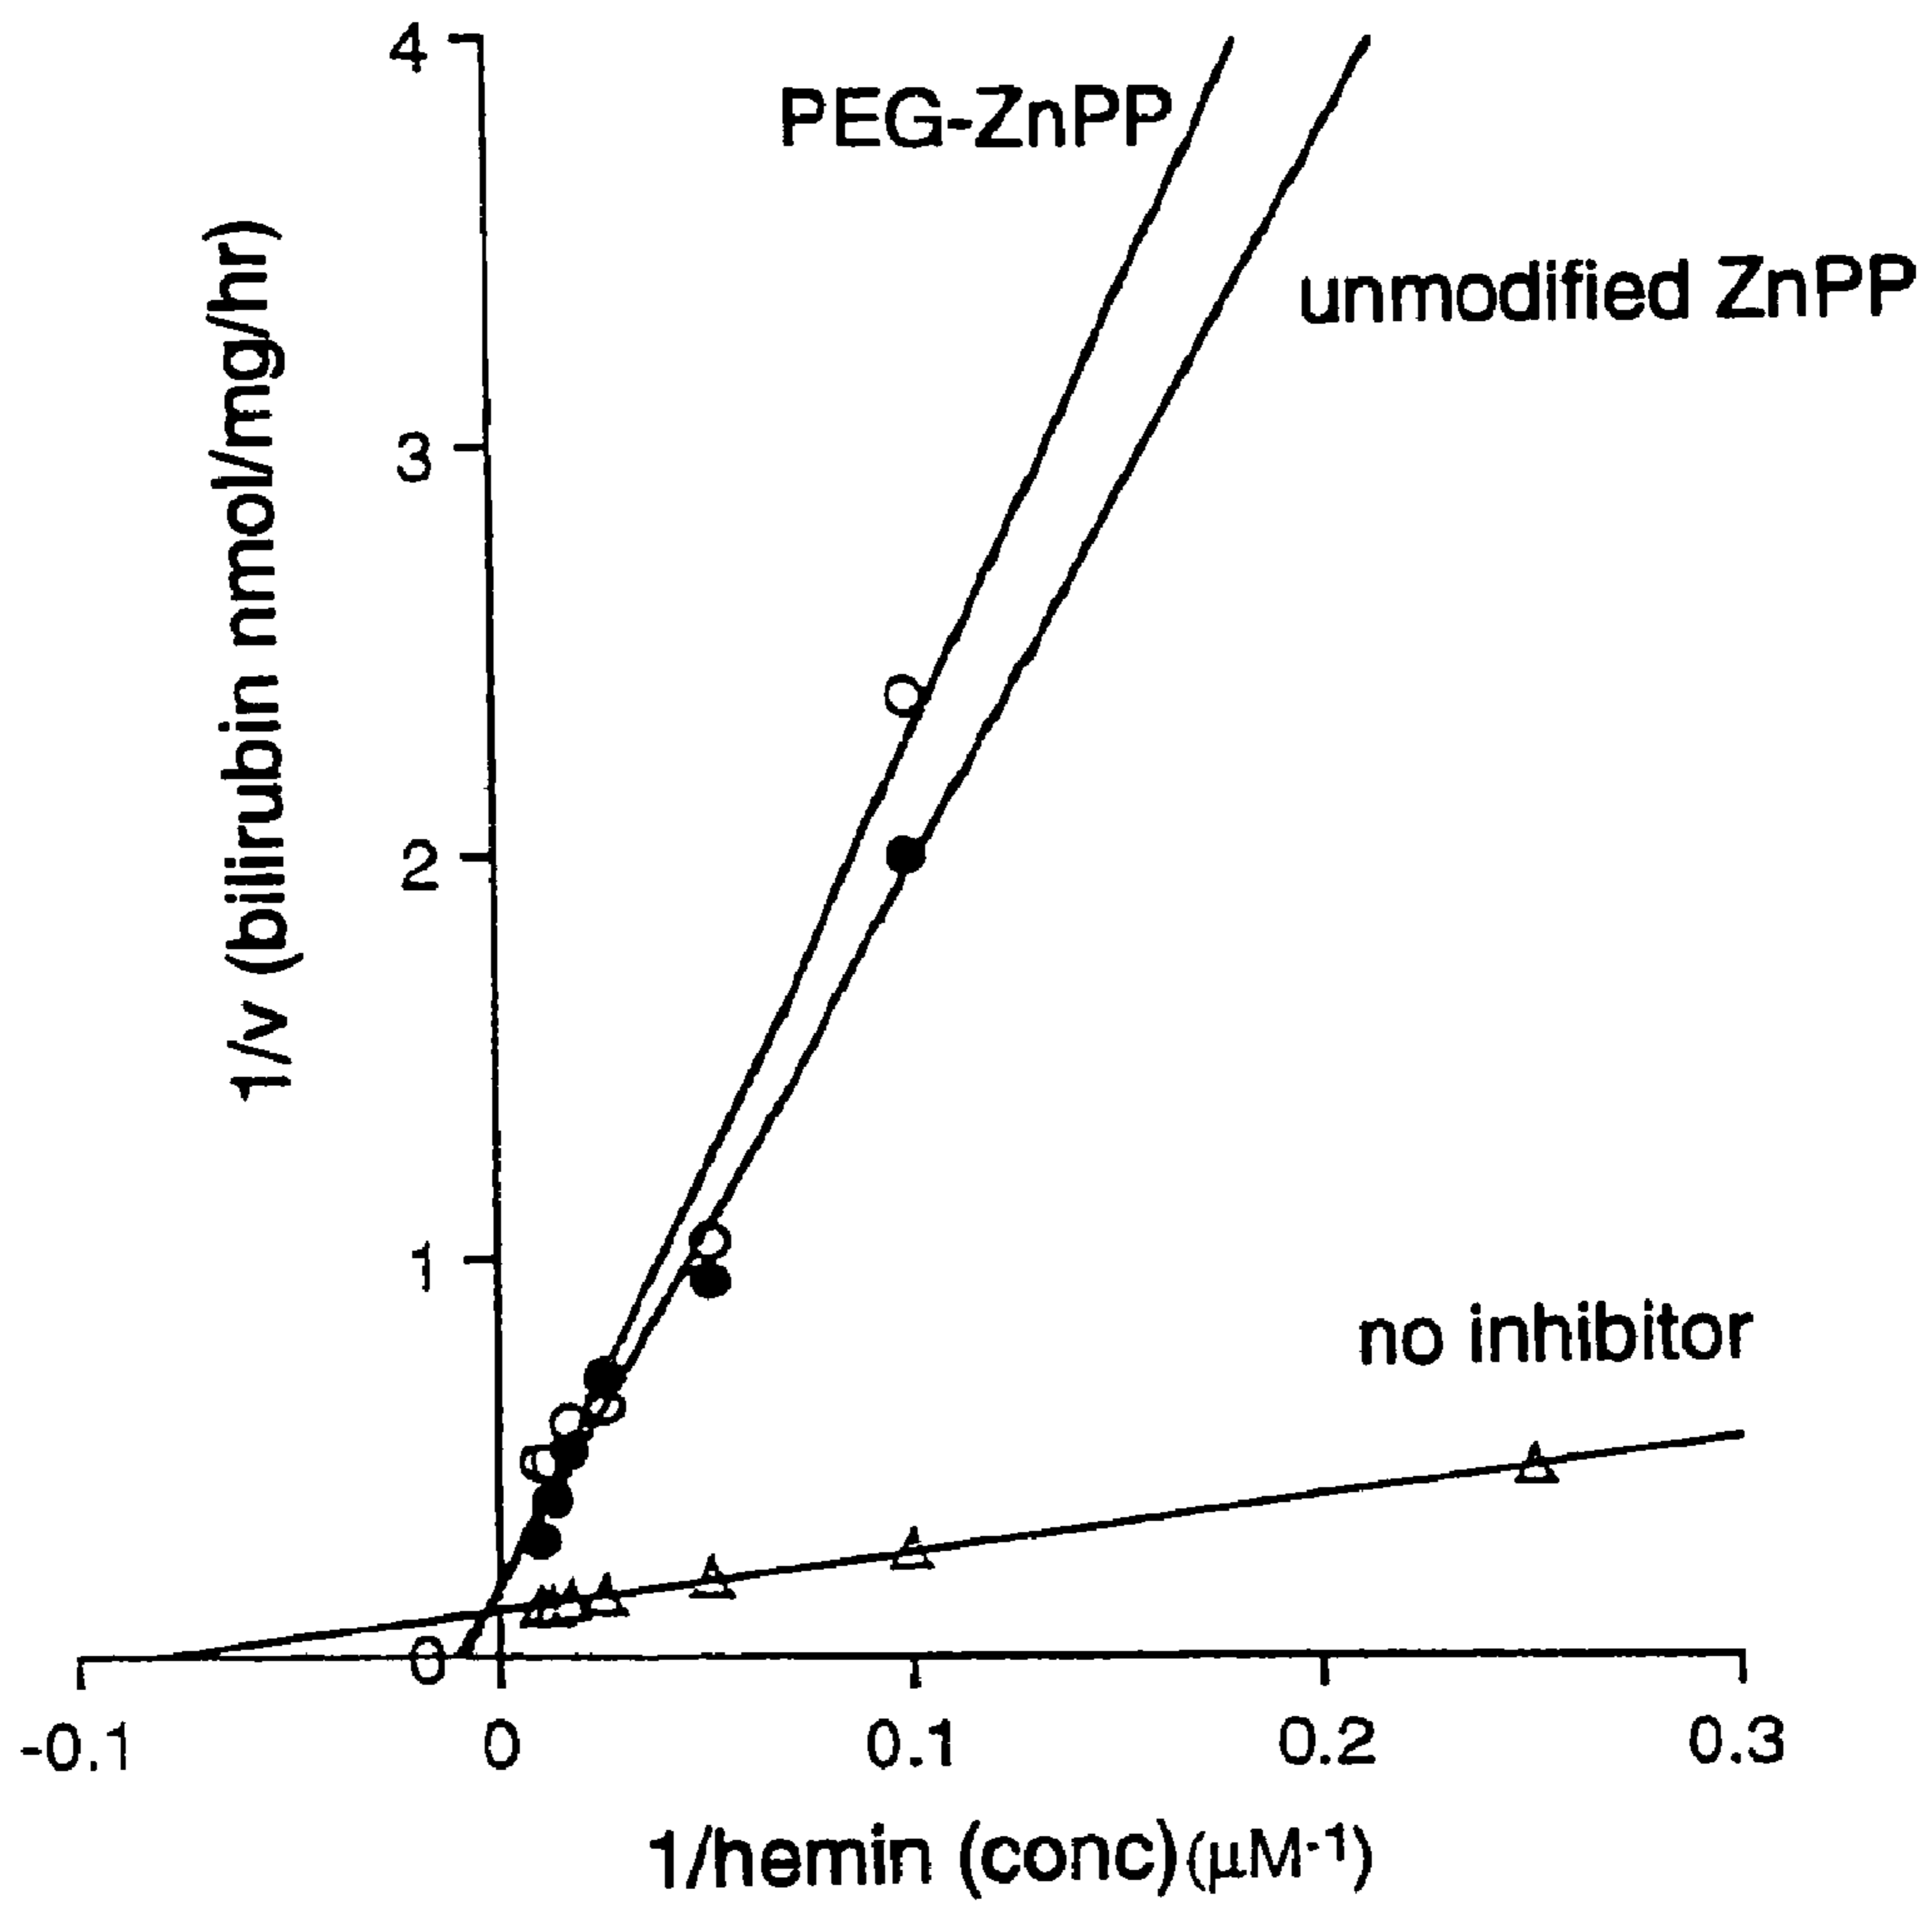 4
PEG-ZnPP
unmodified ZnPP
3
1/v (bilirubin nmol/mg/hr)
2
1
no inhibitor
0
-0.1 0 0.1 0.2 0.3
1/hemin (conc)(μM-1)